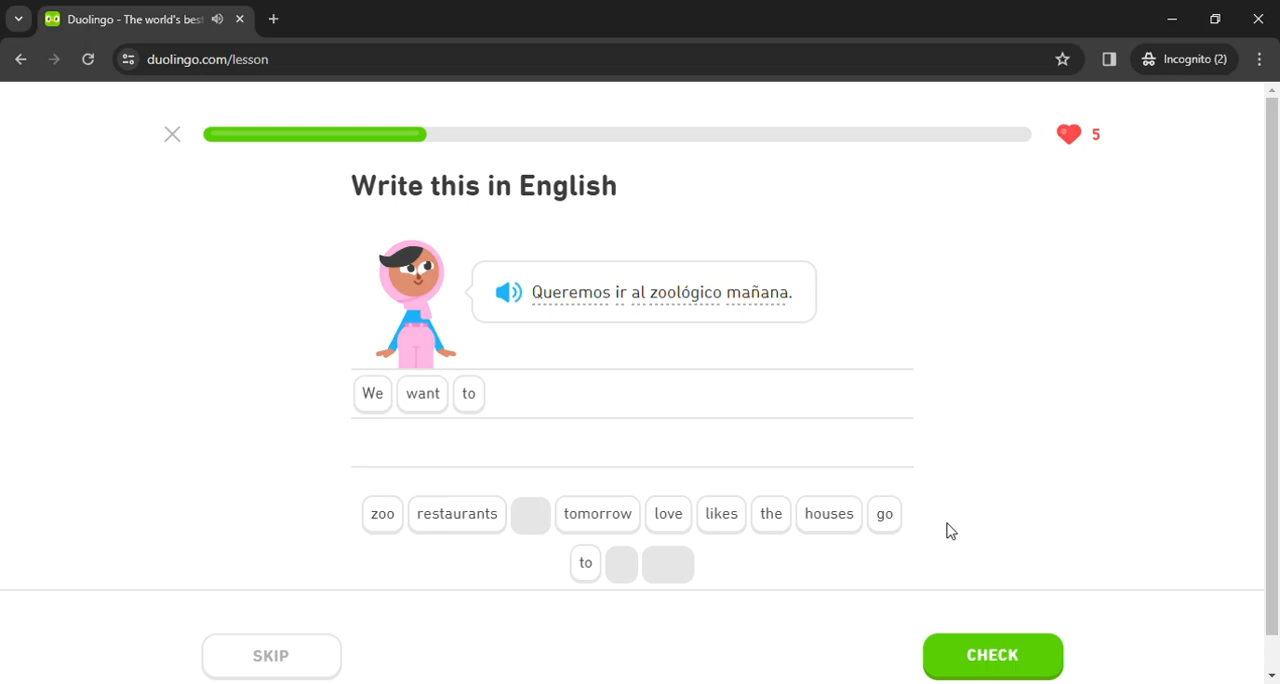 Duolingo - The world's best
duolingo.com/lesson
Incognito (2)
5
Write this in English
Queremos ir al zoológico mañana.
We want to
zoo restaurants tomorrow love likes the houses go
to
SKIP
CHECK